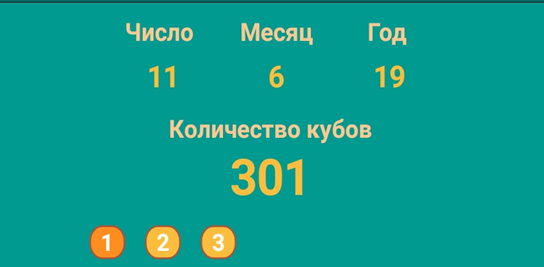 Число Месяц Год
11 6 19
Количество кубов
301
1 2 3